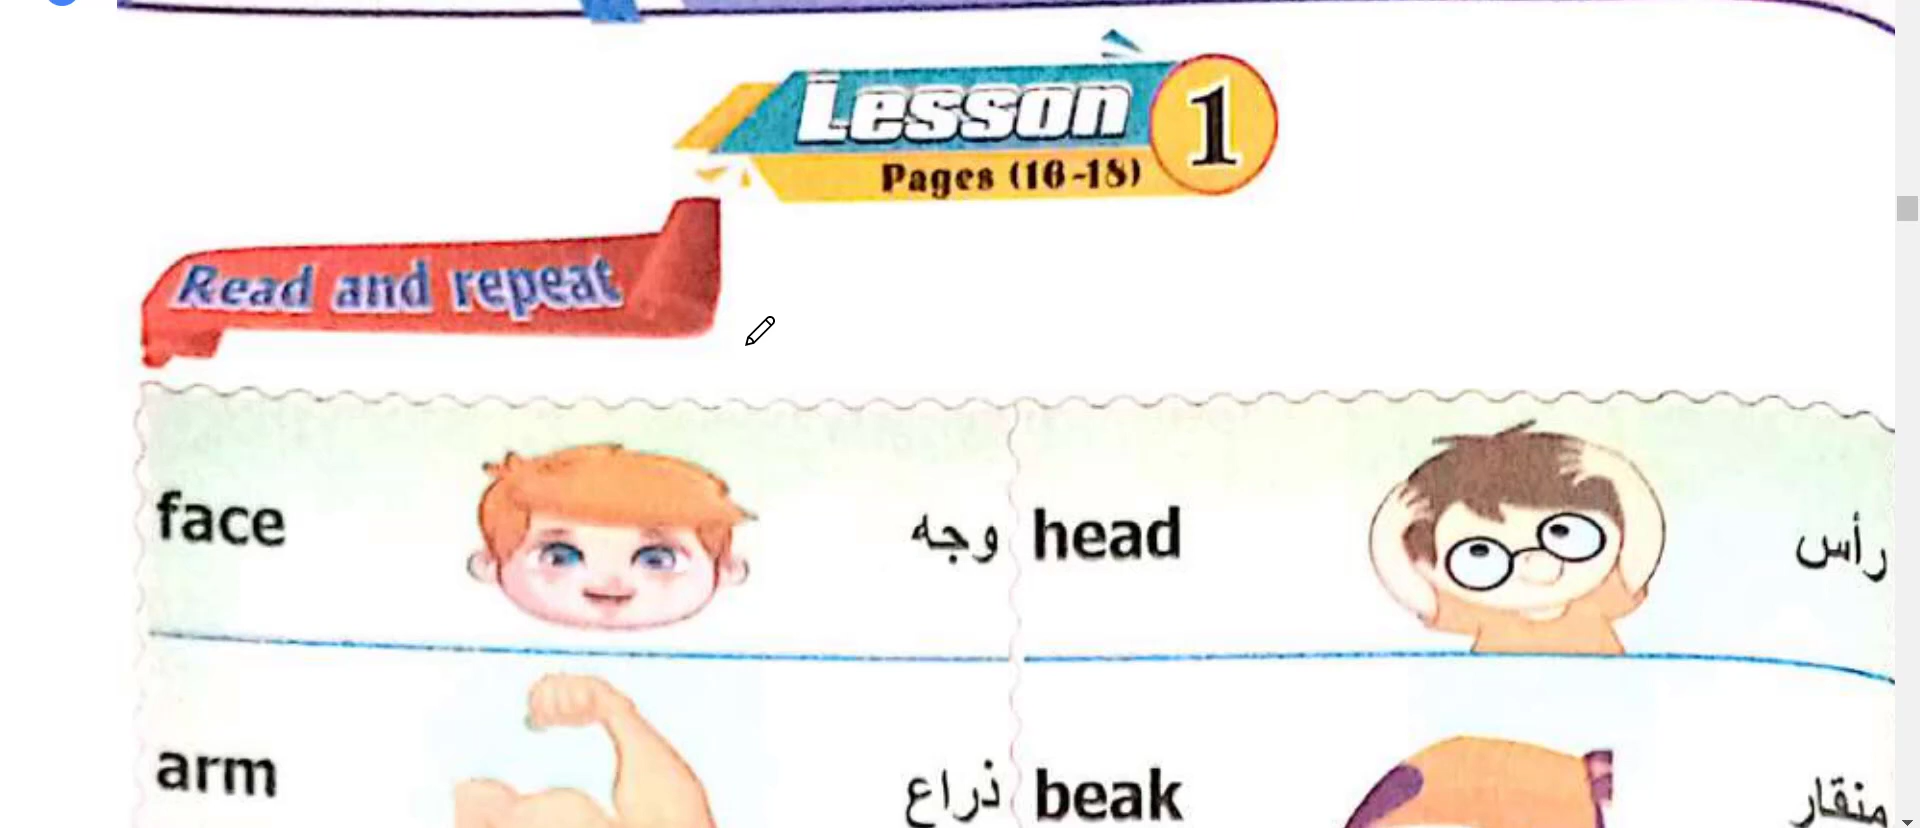 Lesson 1
Pages (16-18)
Read and repeat
face وجه head رأس
arm ذراع beak منقار